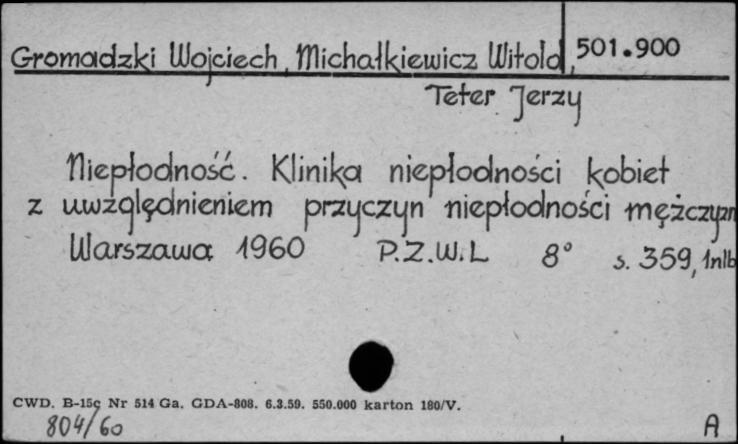 Gromadzki Wojciech, Michałkiewicz Witold, 501.900
Teter Jerzy
Niepłodność. Klinika niepłodności kobiet
z uwzględnieniem przyczyn niepłodności mężczyzn
Warszawa 1960 P.Z.W.L 8° s. 359, 1nlb
CWD. B-15c Nr 514 Ga. GDA-808. 6.3.59. 550.000 karton 180/V.
804/60 A